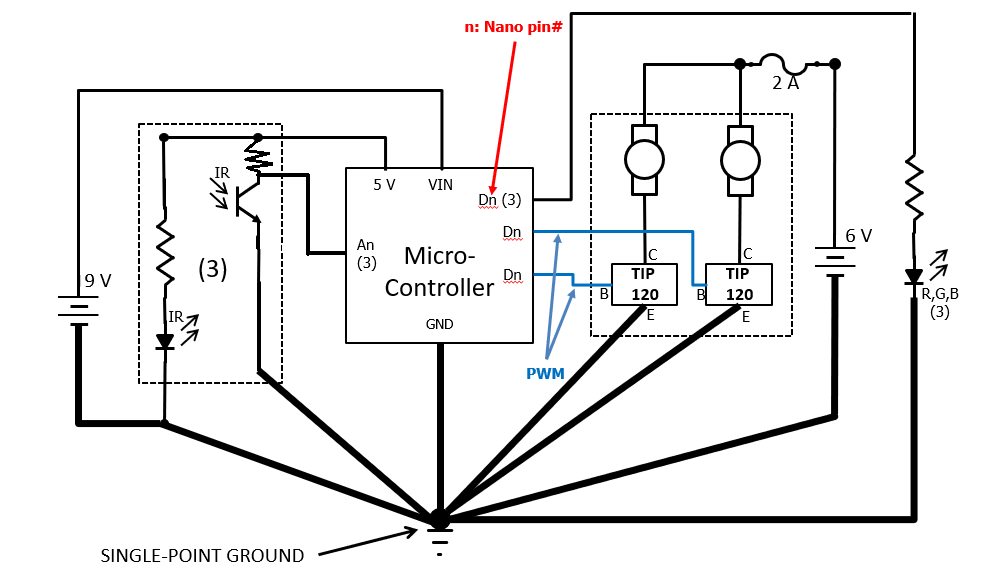 n: Nano pin#
2 A
IR
5 V
VIN
Dn (3)
Dn
An
(3)
(3)
Micro-
Controller
Dn
9 V
IR
GND
C
C
TIP
120
TIP
120
B
B
E
E
6 V
R,G,B
(3)
PWM
SINGLE-POINT GROUND